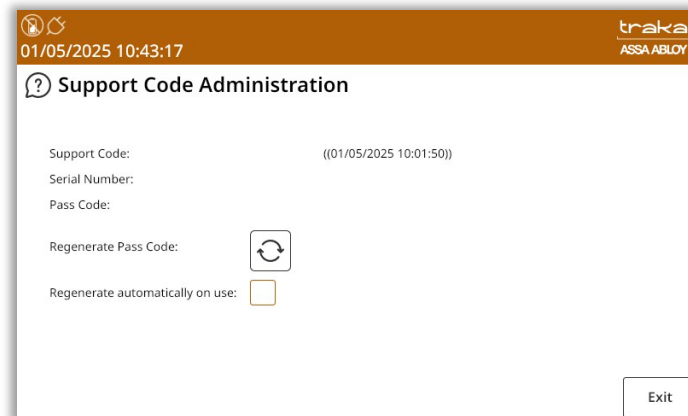 traka
01/05/2025 10:43:17
ASSA ABLOY
Support Code Administration
Support Code: ((01/05/2025 10:01:50))
Serial Number:
Pass Code:
Regenerate Pass Code:
Regenerate automatically on use:
Exit